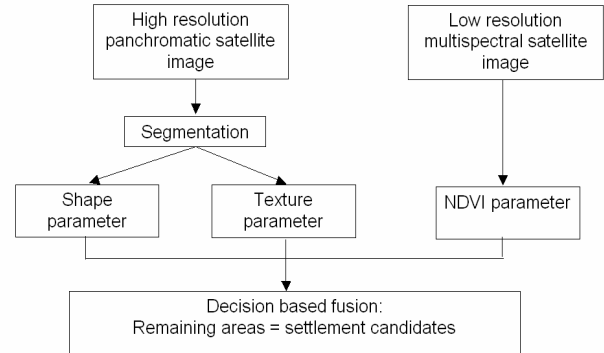 High resolution
panchromatic satellite
image
Low resolution
multispectral satellite
image
Segmentation
Shape
parameter
Texture
parameter
NDVI parameter
Decision based fusion:
Remaining areas = settlement candidates